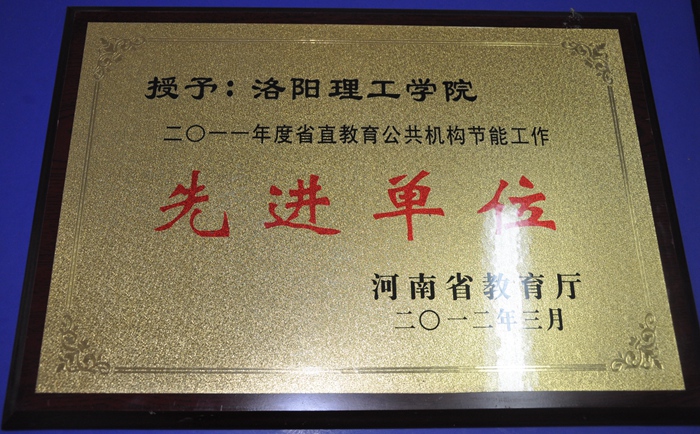 授予：洛阳理工学院
二〇一一年度省直教育公共机构节能工作
先进单位
河南省教育厅
二〇一二年三月